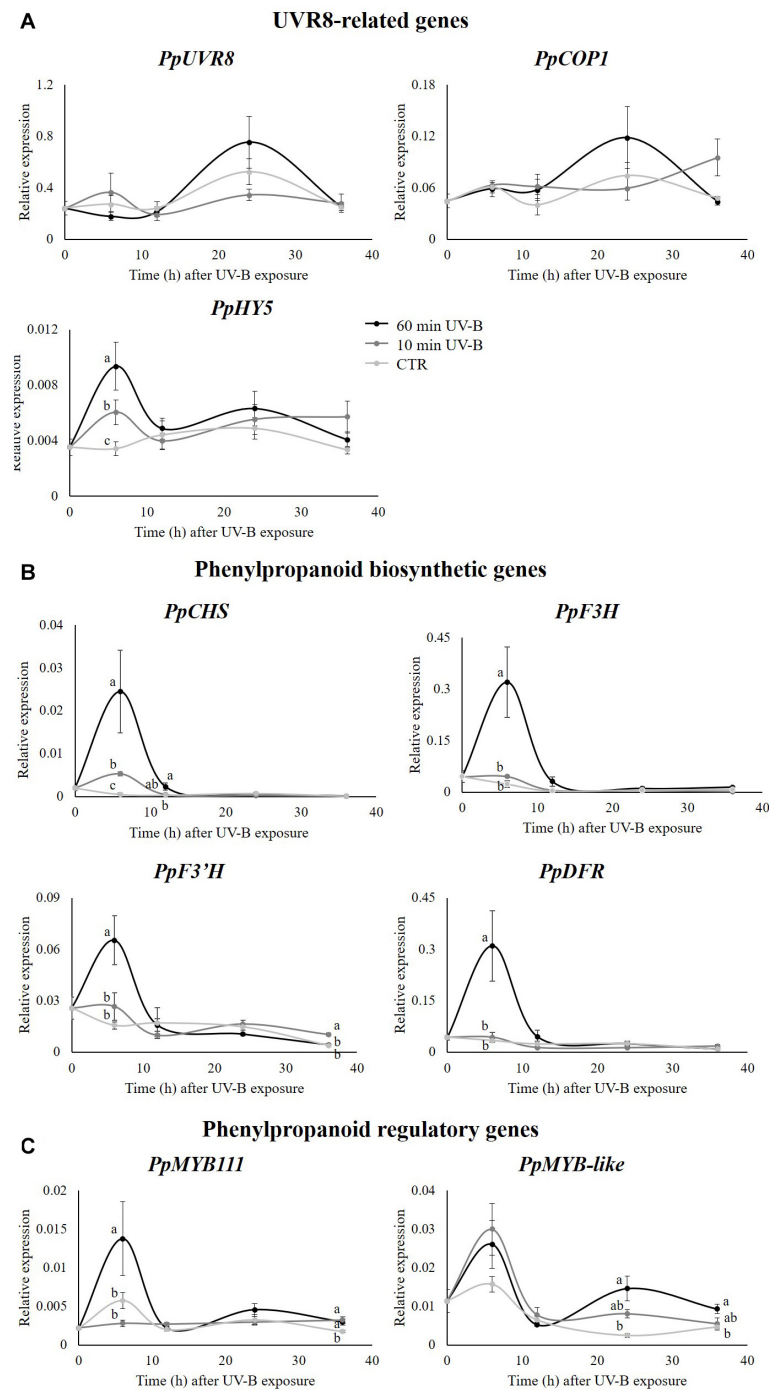 A
UVR8-related genes
PpUVR8
PpCOP1
Relative expression
1.2
0.8
0.4
0
0 10 20 30 40
Time (h) after UV-B exposure
Relative expression
0.18
0.12
0.06
0
0 10 20 30 40
Time (h) after UV-B exposure
PpHY5
Relative expression
0.012
0.008
0.004
0
a
b
c
0 10 20 30 40
Time (h) after UV-B exposure
60 min UV-B
10 min UV-B
CTR
B
Phenylpropanoid biosynthetic genes
PpCHS
PpF3H
Relative expression
0.04
0.03
0.02
0.01
0
a
b
c
ab
a
b
0 10 20 30 40
Time (h) after UV-B exposure
Relative expression
0.45
0.3
0.15
0
a
b
b
0 10 20 30 40
Time (h) after UV-B exposure
PpF3’H
PpDFR
Relative expression
0.09
0.06
0.03
0
a
b
b
a
b
b
0 10 20 30 40
Time (h) after UV-B exposure
Relative expression
0.45
0.3
0.15
0
a
b
b
0 10 20 30 40
Time (h) after UV-B exposure
Phenylpropanoid regulatory genes
C
PpMYB111
PpMYB-like
Relative expression
0.02
0.015
0.01
0.005
0
a
b
b
a
a
b
0 10 20 30 40
Time (h) after UV-B exposure
Relative expression
0.04
0.03
0.02
0.01
0
a
ab
b
a
ab
b
0 10 20 30 40
Time (h) after UV-B exposure